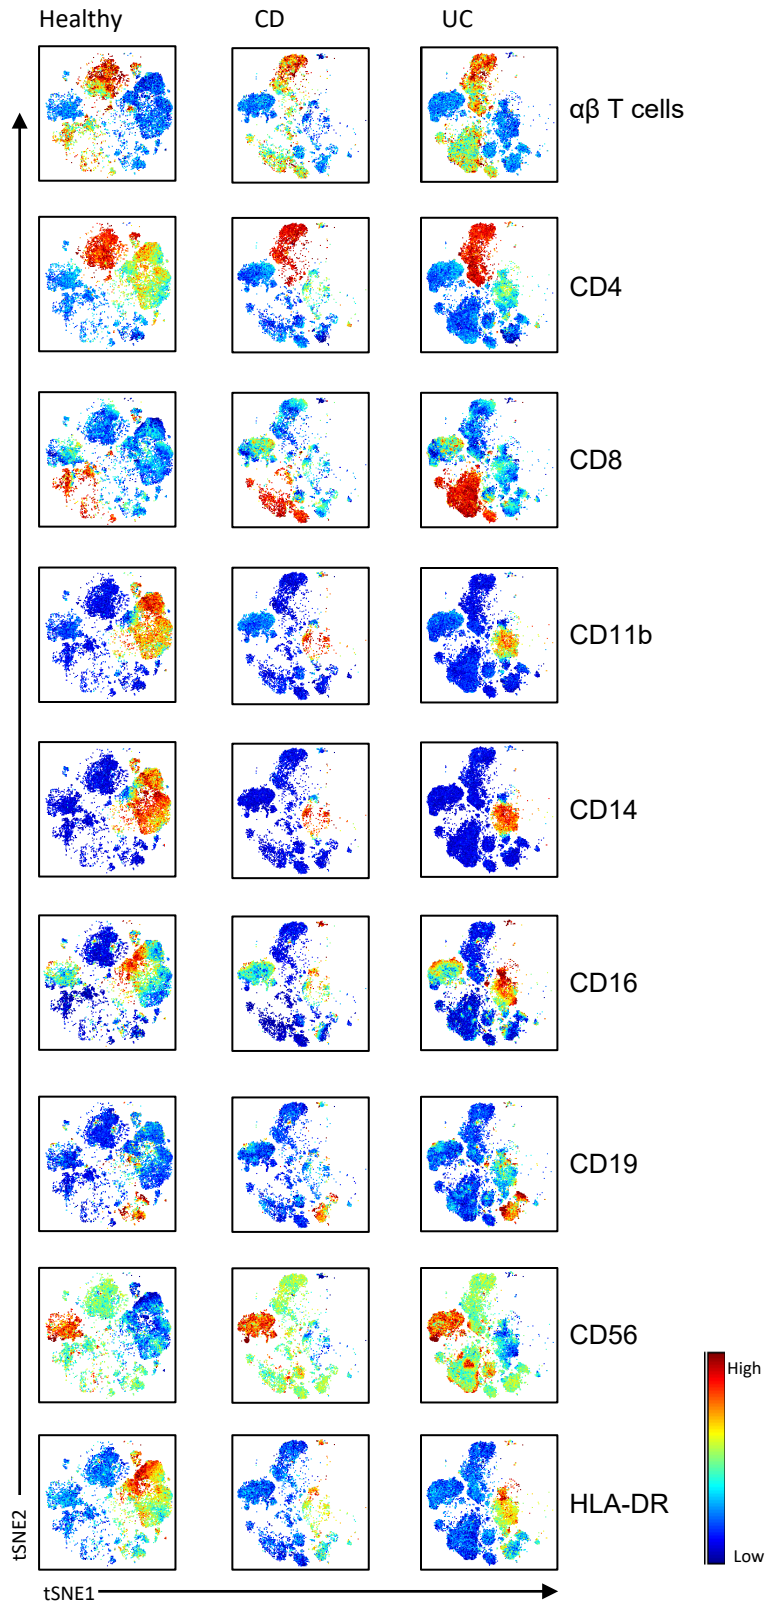 Healthy CD UC
αβ T cells
CD4
CD8
CD11b
CD14
CD16
CD19
CD56
High
HLA-DR
Low
tSNE2
tSNE1